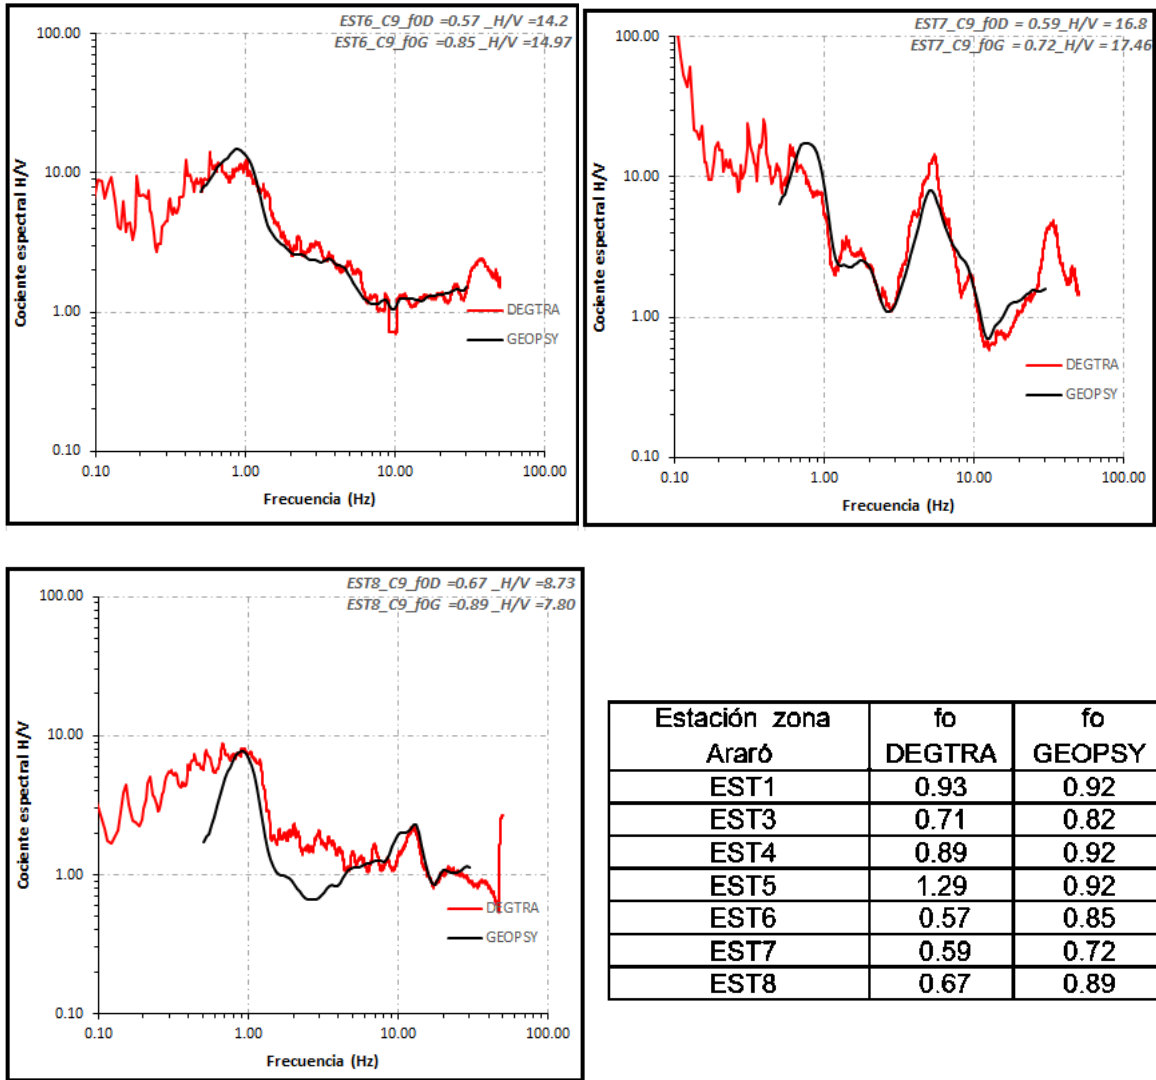 EST6_C9_f0D =0.57 _H/V =14.2
EST6_C9_f0G =0.85 _H/V =14.97
Cociente espectral H/V
100.00
10.00
1.00
0.10
DEGTRA
GEOPSY
0.10 1.00 10.00 100.00
Frecuencia (Hz)
EST7_C9_f0D = 0.59_H/V = 16.8
EST7_C9_f0G = 0.72_H/V = 17.46
Cociente espectral H/V
100.00
10.00
1.00
0.10
DEGTRA
GEOPSY
0.10 1.00 10.00 100.00
Frecuencia (Hz)
EST8_C9_f0D =0.67 _H/V =8.73
EST8_C9_f0G =0.89 _H/V =7.80
Cociente espectral H/V
100.00
10.00
1.00
0.10
DEGTRA
GEOPSY
0.10 1.00 10.00 100.00
Frecuencia (Hz)
Estación zona Araró fo DEGTRA fo GEOPSY
EST1 0.93 0.92
EST3 0.71 0.82
EST4 0.89 0.92
EST5 1.29 0.92
EST6 0.57 0.85
EST7 0.59 0.72
EST8 0.67 0.89